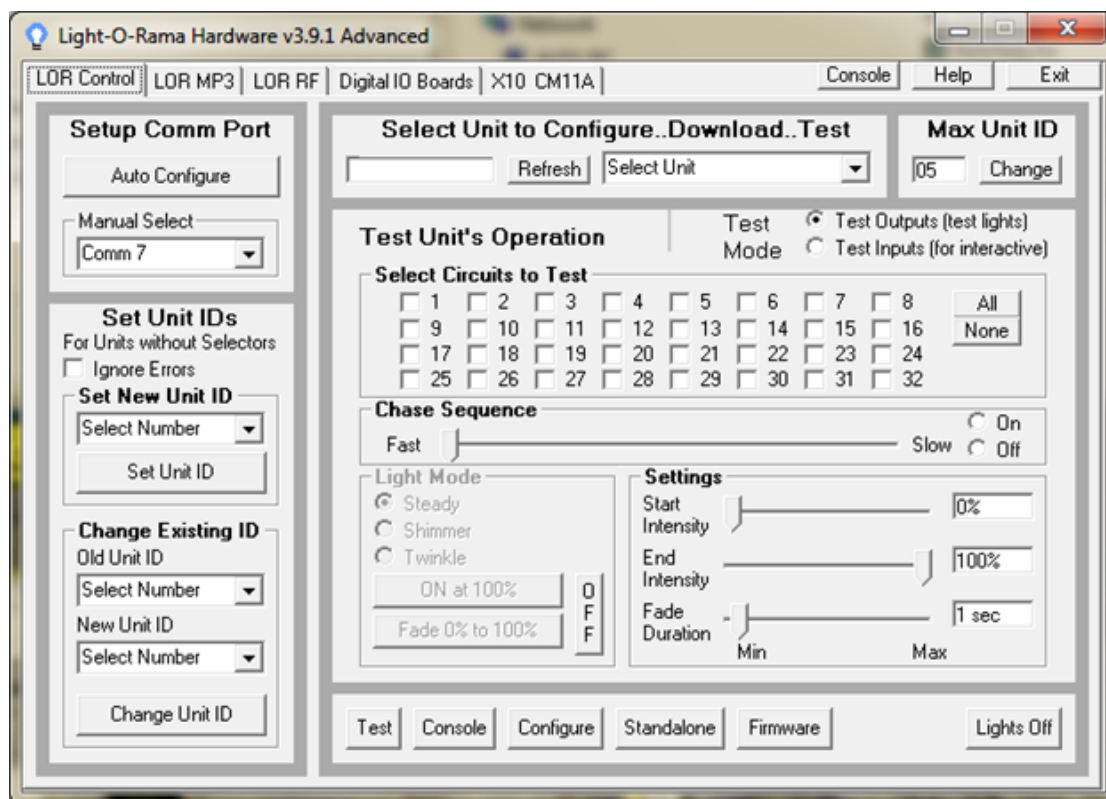 Light-O-Rama Hardware v3.9.1 Advanced
LOR Control LOR MP3 LOR RF Digital IO Boards X10 CM11A Console Help Exit
Setup Comm Port
Auto Configure
Manual Select
Comm 7
Set Unit IDs
For Units without Selectors
Ignore Errors
Set New Unit ID
Select Number
Set Unit ID
Change Existing ID
Old Unit ID
Select Number
New Unit ID
Select Number
Change Unit ID
Select Unit to Configure..Download..Test
Refresh Select Unit
Max Unit ID
05 Change
Test Unit's Operation
Test Mode
Test Outputs (test lights)
Test Inputs (for interactive)
Select Circuits to Test
1 2 3 4 5 6 7 8
9 10 11 12 13 14 15 16
17 18 19 20 21 22 23 24
25 26 27 28 29 30 31 32
All
None
Chase Sequence
Fast Slow
On
Off
Light Mode
Steady
Shimmer
Twinkle
ON at 100%
Fade 0% to 100%
OFF
Settings
Start Intensity 0%
End Intensity 100%
Fade Duration 1 sec
Min Max
Test Console Configure Standalone Firmware Lights Off